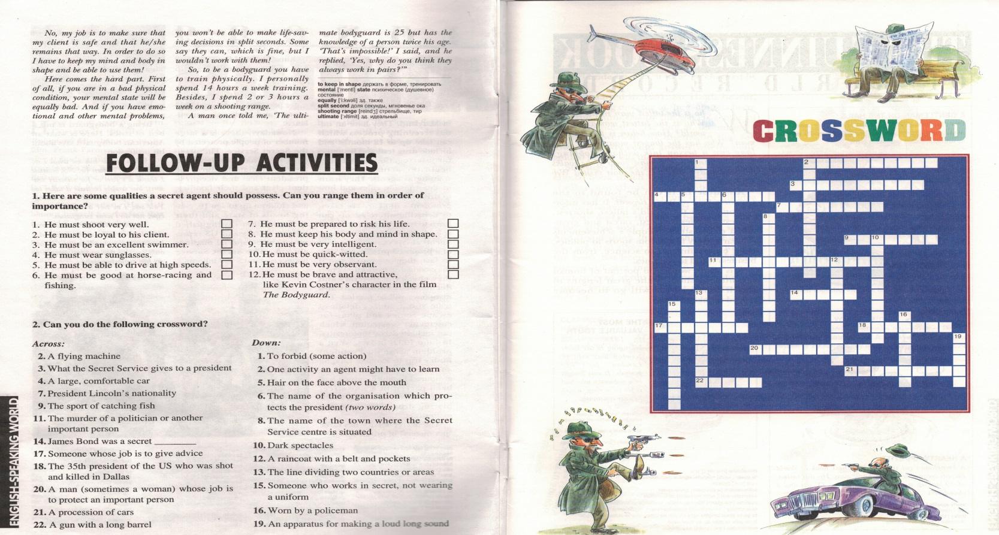 No, my job is to make sure that
my client is safe and that he/she
remains that way. In order to do so
I have to keep my mind and body in
shape and be able to use them!
Here comes the hard part. First
of all, if you are in a bad physical
condition, your mental state will be
equally bad. And if you have emo-
tional and other mental problems,
you won't be able to make life-sav-
ing decisions in split seconds. Some
say they can, which is fine, but I
wouldn't work with them!
So, to be a bodyguard you have
to train physically. I personally
spend 14 hours a week training.
Besides, I spend 2 or 3 hours a
week on a shooting range.
A man once told me, 'The ulti-
mate bodyguard is 25 but has the
knowledge of a person twice his age.
'That's impossible!' I said, and he
replied, 'Yes, why do you think they
always work in pairs?'"
to keep in shape держать в форме, тренировать
mental ['mentl] state психическое (душевное)
состояние
equally ['i:kwəli] зд. также
split second доля секунды, мгновенье ока
shooting range [reindʒ] стрельбище, тир
ultimate ['ʌltimit] зд. идеальный
FOLLOW-UP ACTIVITIES
1. Here are some qualities a secret agent should possess. Can you range them in order of
importance?
1. He must shoot very well.
2. He must be loyal to his client.
3. He must be an excellent swimmer.
4. He must wear sunglasses.
5. He must be able to drive at high speeds.
6. He must be good at horse-racing and
fishing.
7. He must be prepared to risk his life.
8. He must keep his body and mind in shape.
9. He must be very intelligent.
10. He must be quick-witted.
11. He must be very observant.
12. He must be brave and attractive,
like Kevin Costner's character in the film
The Bodyguard.
2. Can you do the following crossword?
Across:
2. A flying machine
3. What the Secret Service gives to a president
4. A large, comfortable car
7. President Lincoln's nationality
9. The sport of catching fish
11. The murder of a politician or another
important person
14. James Bond was a secret ________
17. Someone whose job is to give advice
18. The 35th president of the US who was shot
and killed in Dallas
20. A man (sometimes a woman) whose job is
to protect an important person
21. A procession of cars
22. A gun with a long barrel
Down:
1. To forbid (some action)
2. One activity an agent might have to learn
5. Hair on the face above the mouth
6. The name of the organisation which pro-
tects the president (two words)
8. The name of the town where the Secret
Service centre is situated
10. Dark spectacles
12. A raincoat with a belt and pockets
13. The line dividing two countries or areas
15. Someone who works in secret, not wearing
a uniform
16. Worn by a policeman
19. An apparatus for making a loud long sound
ENGLISH-SPEAKING WORLD
CROSSWORD
1 2
3
4 5 6
7
8
9 10
11 12
13 14
15
16
17 18
19
20
21
22